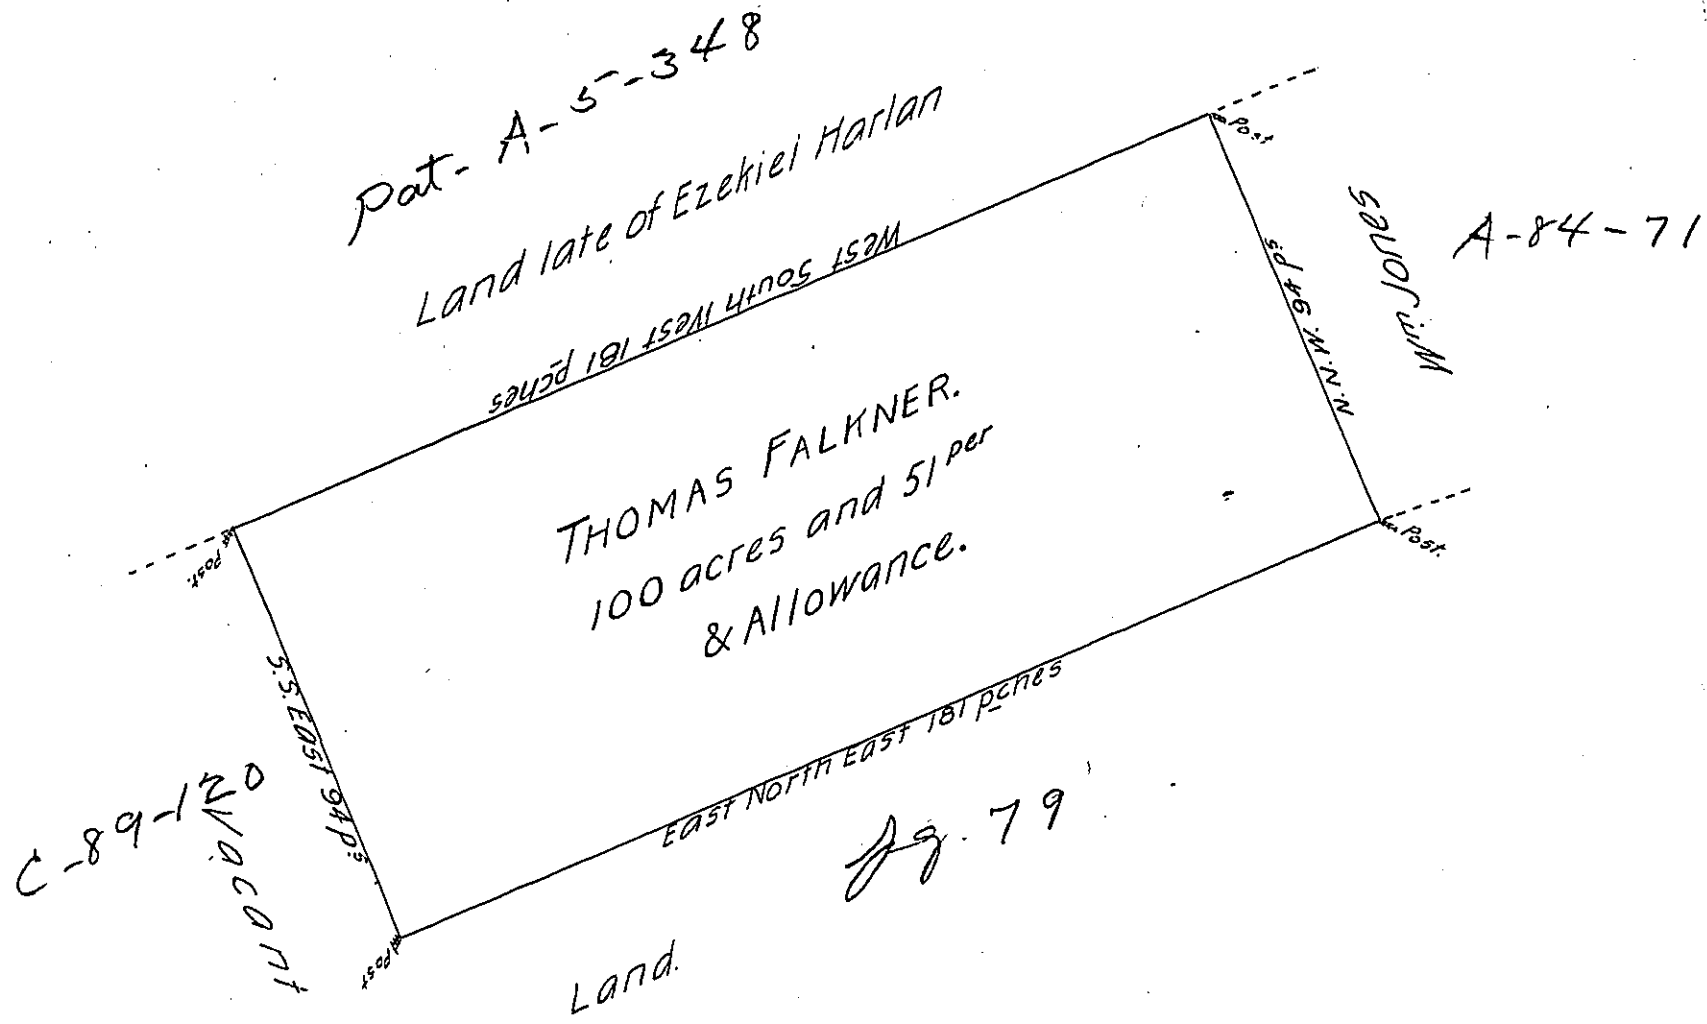 Pat- A-5-348
Land late of Ezekiel Harlan
West South West 181 pches
Post
Post.
Wm Jones
A-84-71
N.N.W. 94 ps
THOMAS FALKNER.
100 acres and 51 per
& Allowance.
Post.
S.S. East 94 ps
East North East 181 pches
C-89-120
Vacant
Post
Land.
79